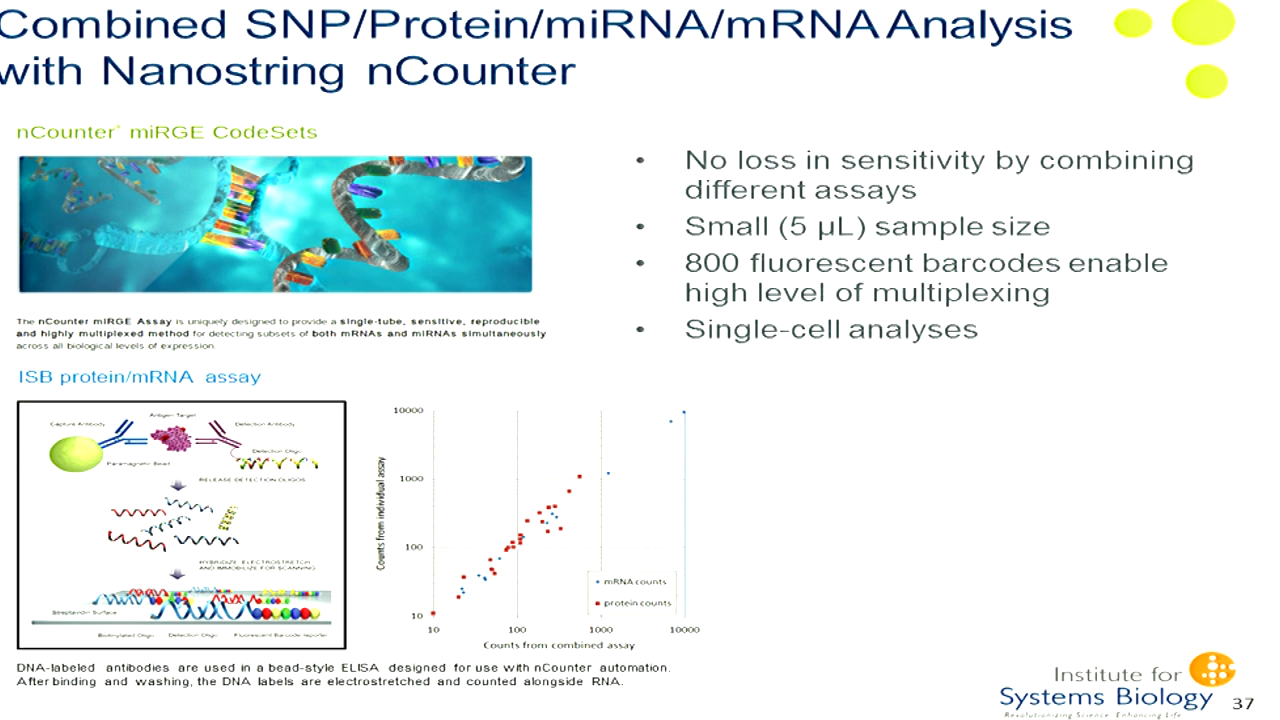 Combined SNP/Protein/miRNA/mRNA Analysis
with Nanostring nCounter
nCounter® miRGE CodeSets
The nCounter miRGE Assay is uniquely designed to provide a single-tube, sensitive, reproducible
and highly multiplexed method for detecting subsets of both mRNAs and miRNAs simultaneously
across all biological levels of expression.
• No loss in sensitivity by combining
different assays
• Small (5 µL) sample size
• 800 fluorescent barcodes enable
high level of multiplexing
• Single-cell analyses
ISB protein/mRNA assay
Antigen Target
Capture Antibody
Detection Antibody
Detection Oligo
Paramagnetic Bead
RELEASE DETECTION OLIGOS
HYBRIDIZE, ELECTROSTRETCH
AND IMMOBILIZE FOR SCANNING
Streptavidin Surface
Biotinylated Oligo Detection Oligo Fluorescent Barcode reporter
Counts from individual assay
10000
1000
100
10
10 100 1000 10000
mRNA counts
protein counts
Counts from combined assay
DNA-labeled antibodies are used in a bead-style ELISA designed for use with nCounter automation.
After binding and washing, the DNA labels are electrostretched and counted alongside RNA.
Institute for
Systems Biology
Revolutionizing Science. Enhancing Life.
37